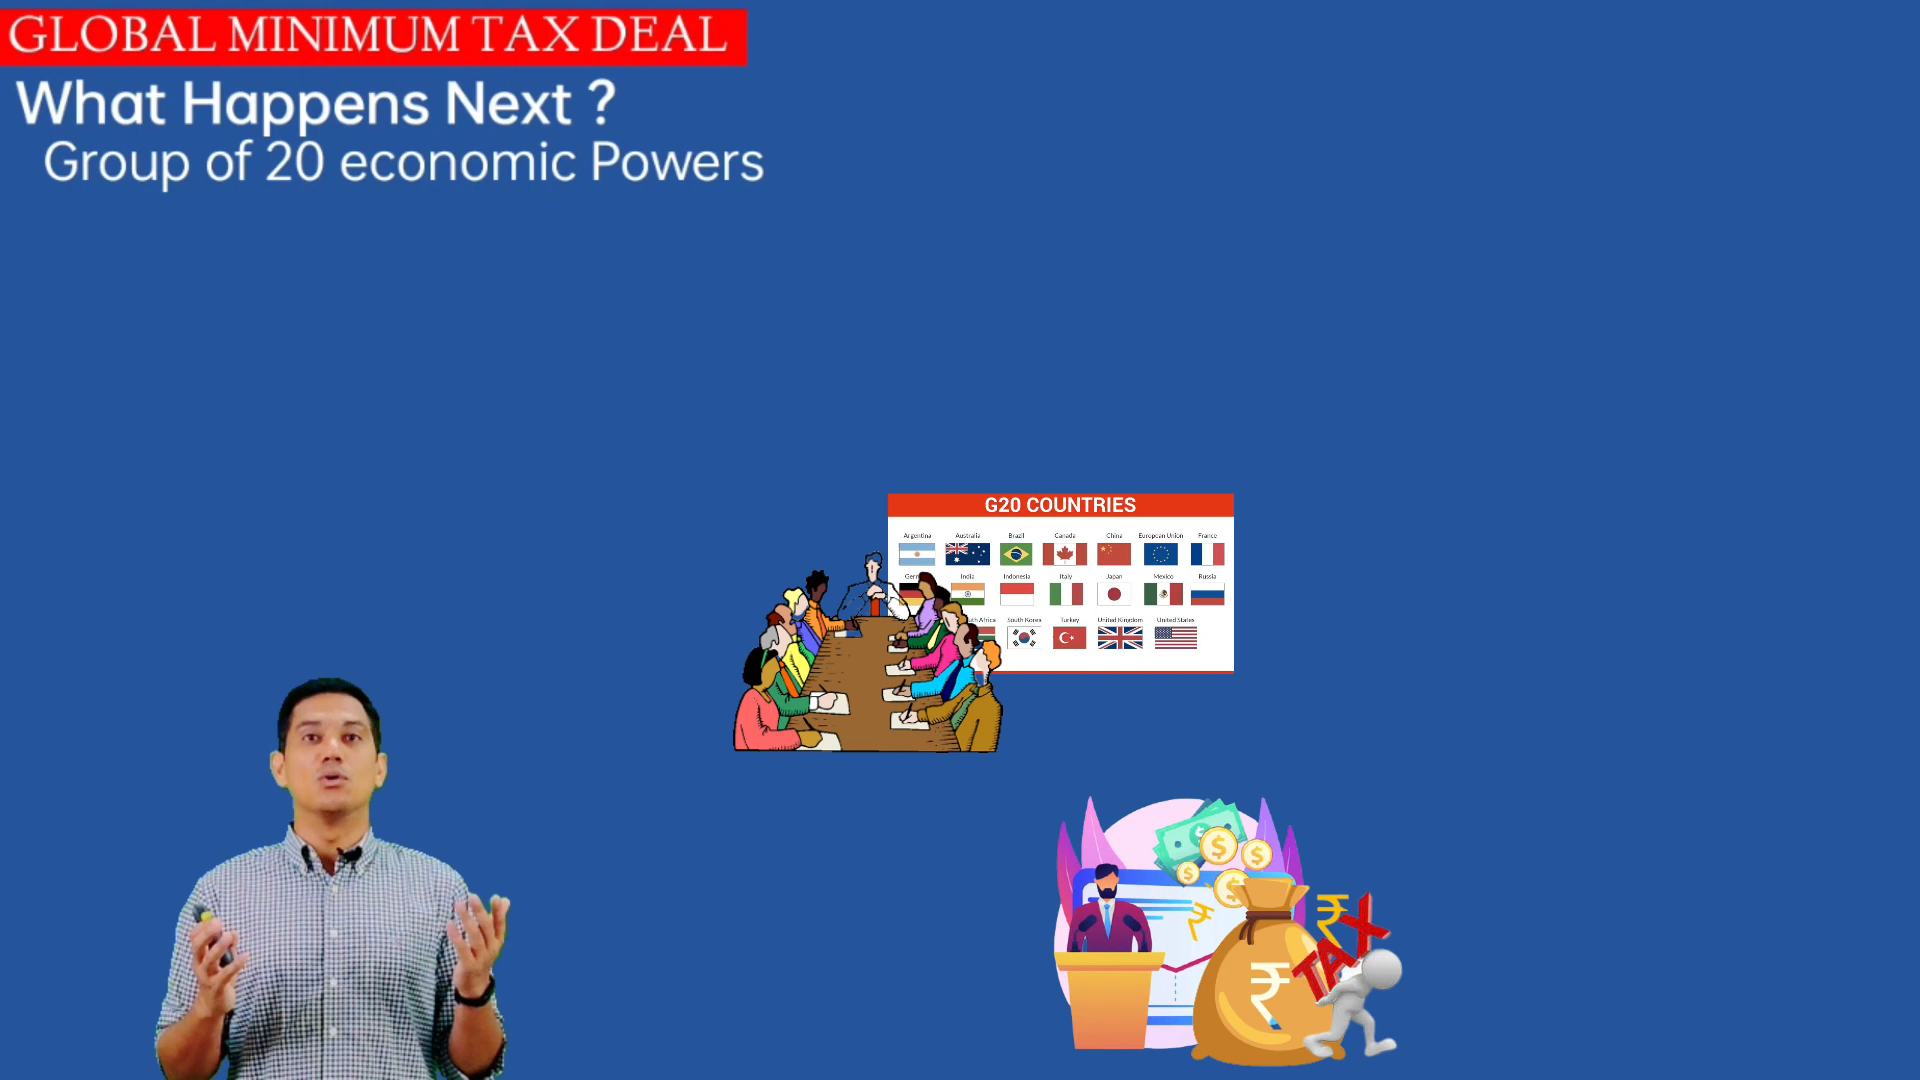 GLOBAL MINIMUM TAX DEAL
What Happens Next ?
Group of 20 economic Powers
G20 COUNTRIES
Argentina Australia Brazil Canada China European Union France
India Indonesia Italy Japan Mexico Russia
South Korea Turkey United Kingdom United States
TAX